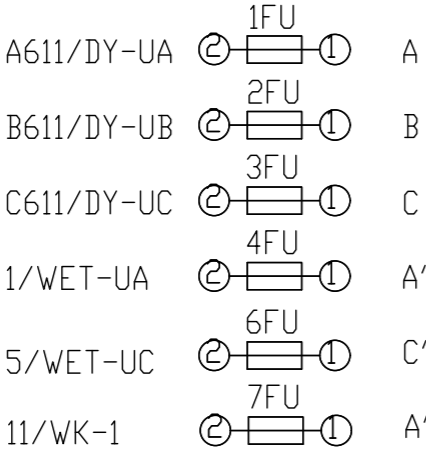 1FU
A611/DY-UA ② ① A
2FU
B611/DY-UB ② ① B
3FU
C611/DY-UC ② ① C
4FU
1/WET-UA ② ① A'
6FU
5/WET-UC ② ① C'
7FU
11/WK-1 ② ① A'